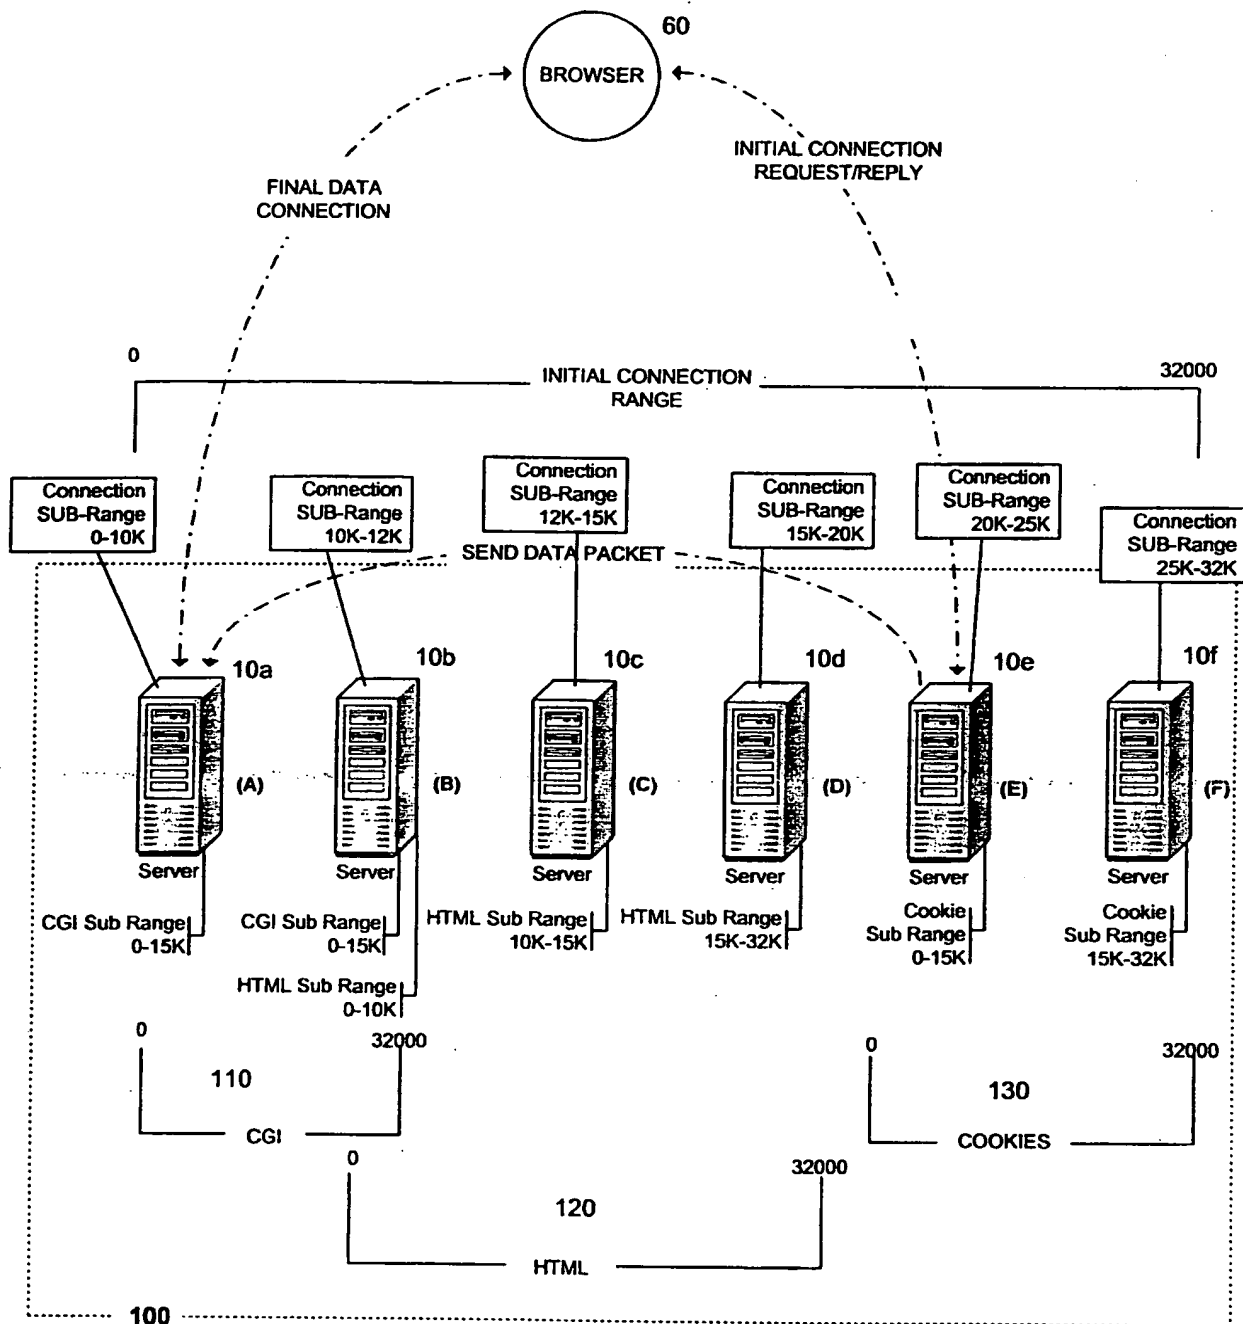 60
BROWSER
INITIAL CONNECTION
REQUEST/REPLY
FINAL DATA
CONNECTION
0
INITIAL CONNECTION
RANGE
32000
Connection
SUB-Range
0-10K
Connection
SUB-Range
10K-12K
Connection
SUB-Range
12K-15K
Connection
SUB-Range
15K-20K
Connection
SUB-Range
20K-25K
Connection
SUB-Range
25K-32K
SEND DATA PACKET
10a
10b
10c
10d
10e
10f
(A)
(B)
(C)
(D)
(E)
(F)
Server
Server
Server
Server
Server
Server
CGI Sub Range
0-15K
CGI Sub Range
0-15K
HTML Sub Range
0-10K
HTML Sub Range
10K-15K
HTML Sub Range
15K-32K
Cookie
Sub Range
0-15K
Cookie
Sub Range
15K-32K
0
32000
110
CGI
0
32000
130
COOKIES
0
32000
120
HTML
100